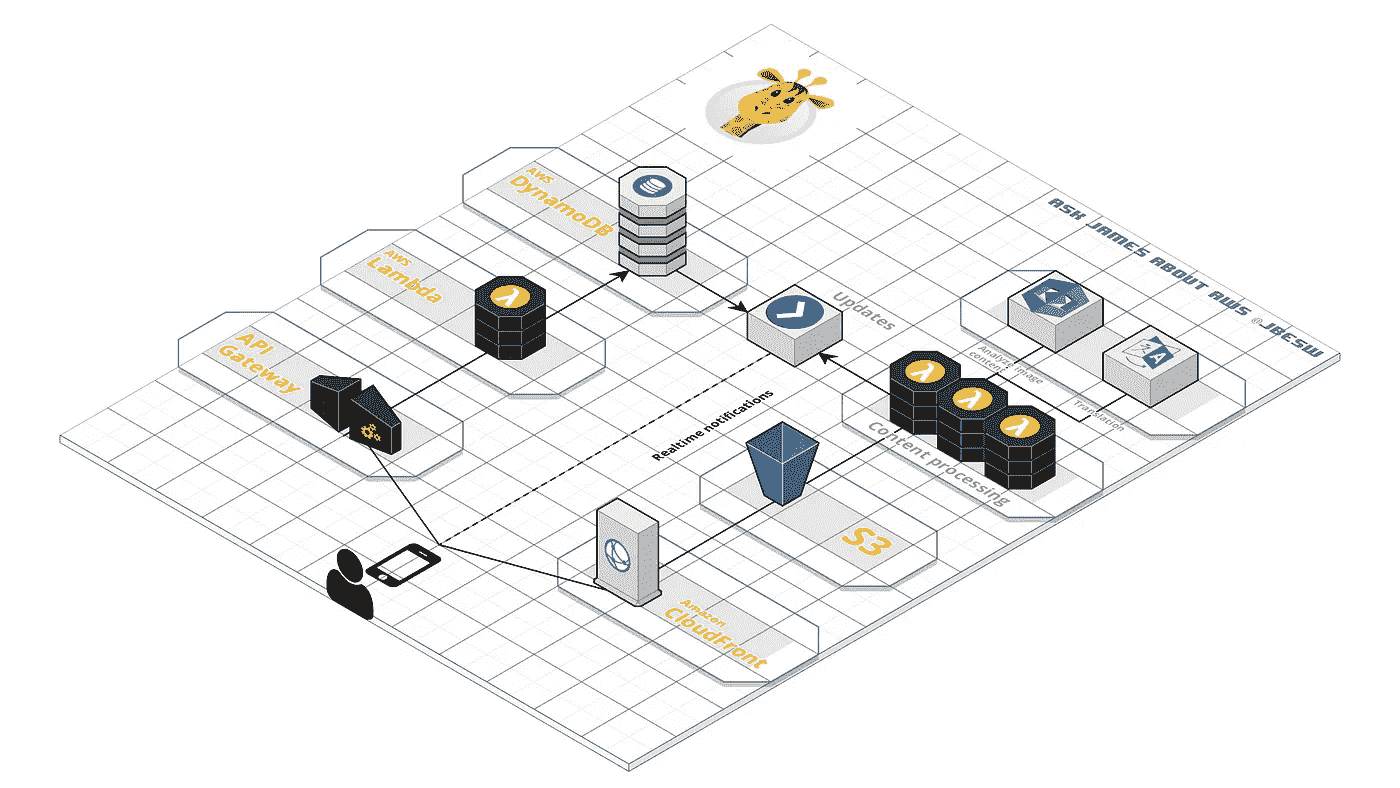 ASK JAMES ABOUT AWS @JBESW
AWS
DynamoDB
AWS
Lambda
API
Gateway
Updates
Analyze image
content
Translation
Realtime notifications
Content processing
S3
Amazon
CloudFront